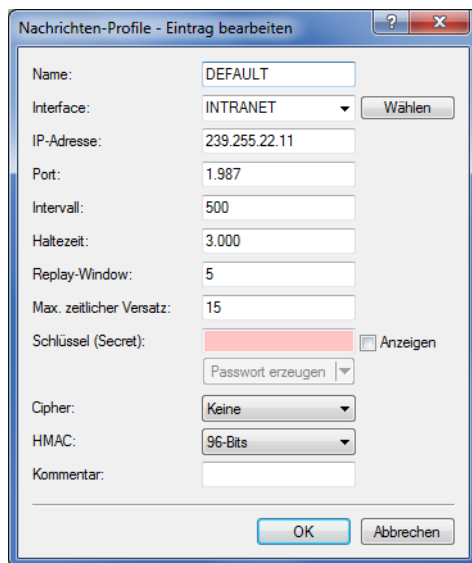 Nachrichten-Profile - Eintrag bearbeiten
Name: DEFAULT
Interface: INTRANET Wählen
IP-Adresse: 239.255.22.11
Port: 1.987
Intervall: 500
Haltezeit: 3.000
Replay-Window: 5
Max. zeitlicher Versatz: 15
Schlüssel (Secret): Anzeigen
Passwort erzeugen
Cipher: Keine
HMAC: 96-Bits
Kommentar:
OK Abbrechen